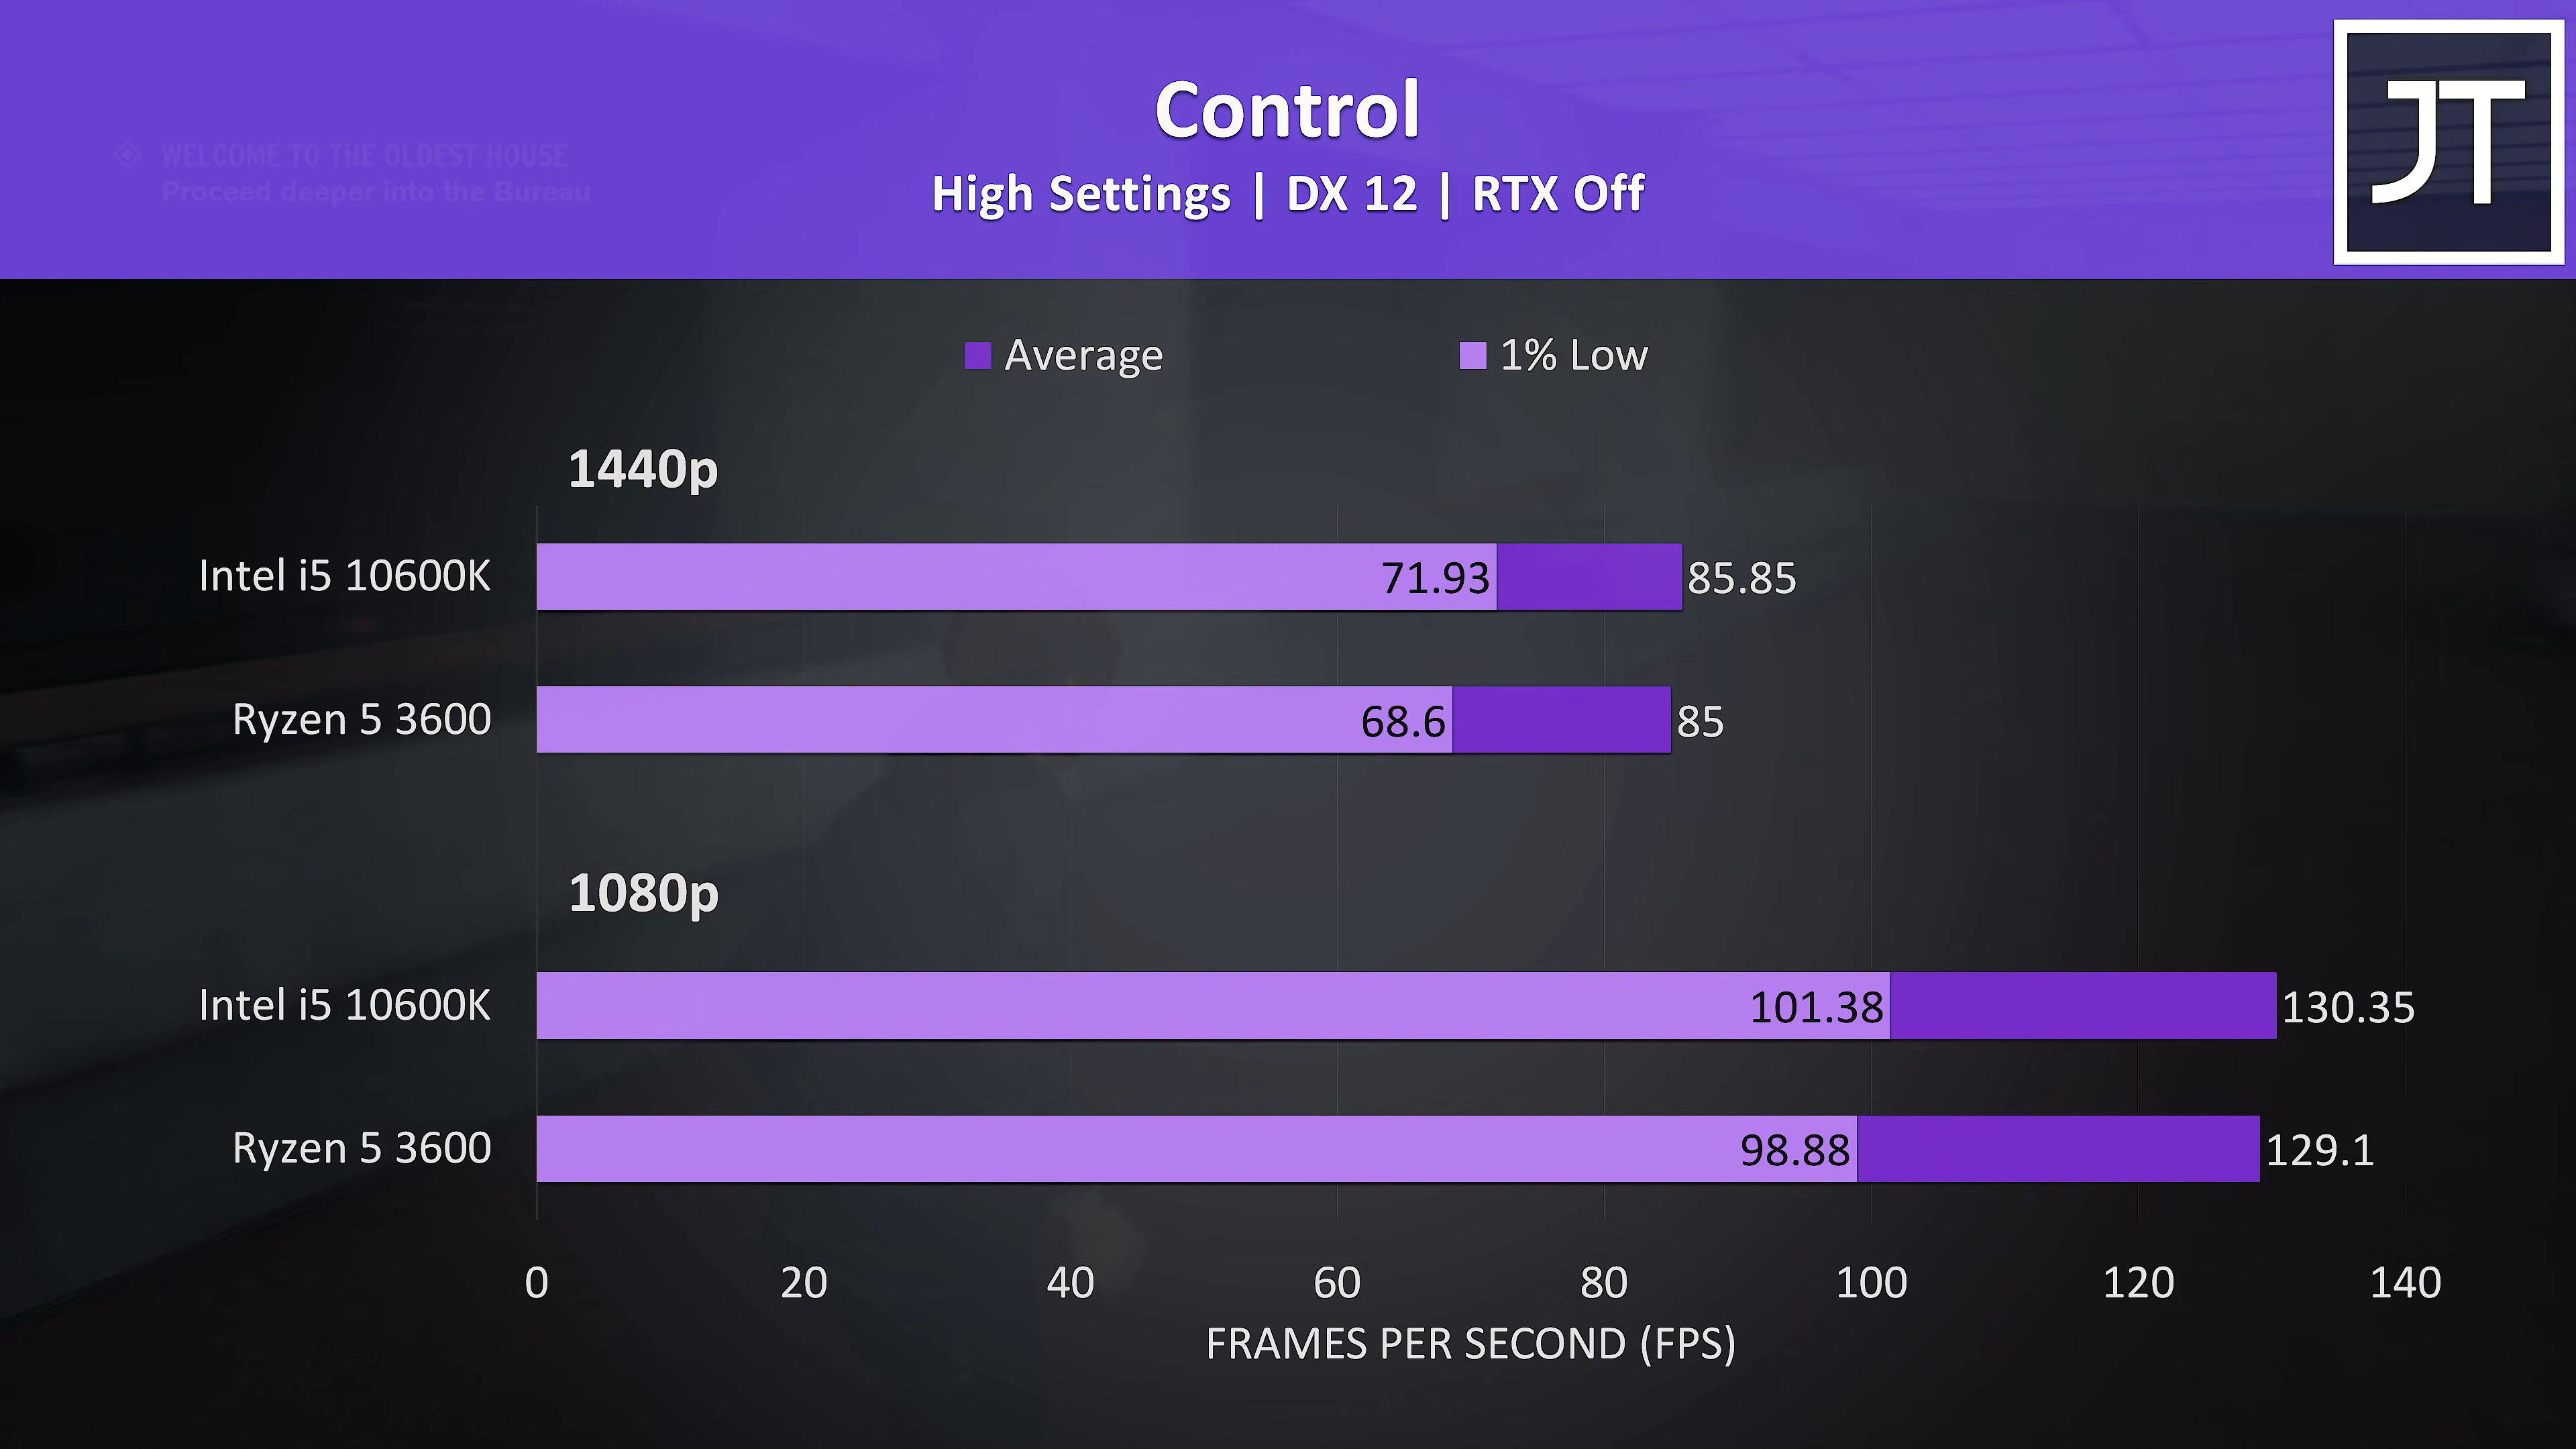 Control
High Settings | DX 12 | RTX Off
JT
WELCOME TO THE OLDEST HOUSE
Proceed deeper into the Bureau
Average
1% Low
1440p
Intel i5 10600K
71.93
85.85
Ryzen 5 3600
68.6
85
1080p
Intel i5 10600K
101.38
130.35
Ryzen 5 3600
98.88
129.1
0 20 40 60 80 100 120 140
FRAMES PER SECOND (FPS)